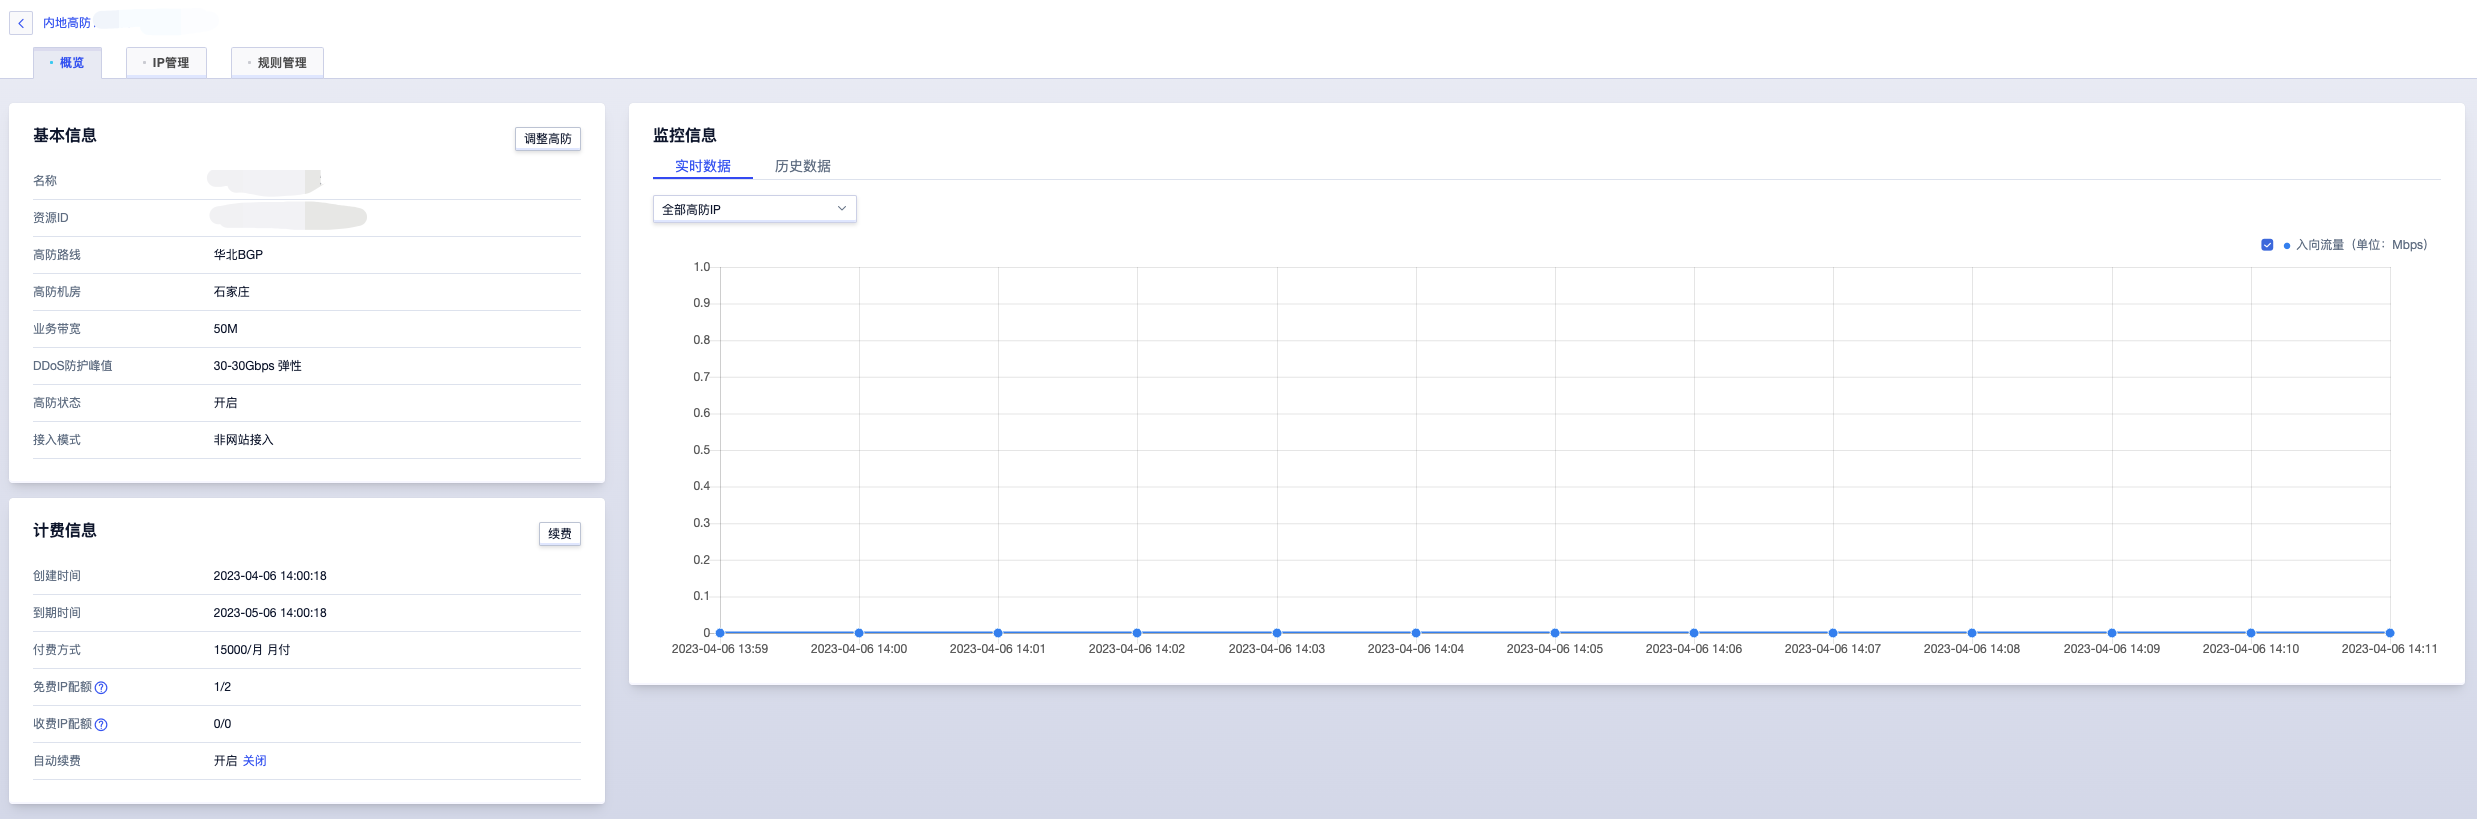 内地高防
概览
IP管理
规则管理
基本信息
调整高防
名称
资源ID
高防路线 华北BGP
高防机房 石家庄
业务带宽 50M
DDoS防护峰值 30-30Gbps 弹性
高防状态 开启
接入模式 非网站接入
计费信息
续费
创建时间 2023-04-06 14:00:18
到期时间 2023-05-06 14:00:18
付费方式 15000/月 月付
免费IP配额 1/2
收费IP配额 0/0
自动续费 开启 关闭
监控信息
实时数据 历史数据
全部高防IP
入向流量（单位：Mbps）
1.0
0.9
0.8
0.7
0.6
0.5
0.4
0.3
0.2
0.1
0
2023-04-06 13:59 2023-04-06 14:00 2023-04-06 14:01 2023-04-06 14:02 2023-04-06 14:03 2023-04-06 14:04 2023-04-06 14:05 2023-04-06 14:06 2023-04-06 14:07 2023-04-06 14:08 2023-04-06 14:09 2023-04-06 14:10 2023-04-06 14:11